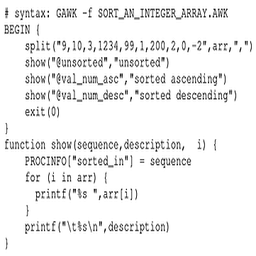 # syntax: GAWK -f SORT_AN_INTEGER_ARRAY.AWK
BEGIN {
    split("9,10,3,1234,99,1,200,2,0,-2",arr,",")
    show("@unsorted","unsorted")
    show("@val_num_asc","sorted ascending")
    show("@val_num_desc","sorted descending")
    exit(0)
}
function show(sequence,description,  i) {
    PROCINFO["sorted_in"] = sequence
    for (i in arr) {
      printf("%s ",arr[i])
    }
    printf("\t%s\n",description)
}